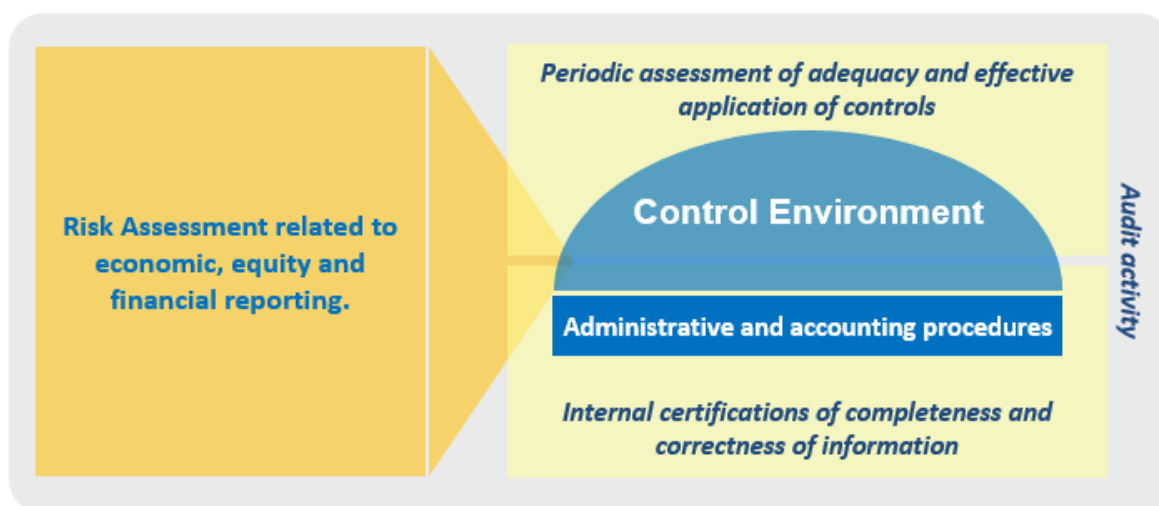 Risk Assessment related to
economic, equity and
financial reporting.
Periodic assessment of adequacy and effective
application of controls
Control Environment
Administrative and accounting procedures
Internal certifications of completeness and
correctness of information
Audit activity